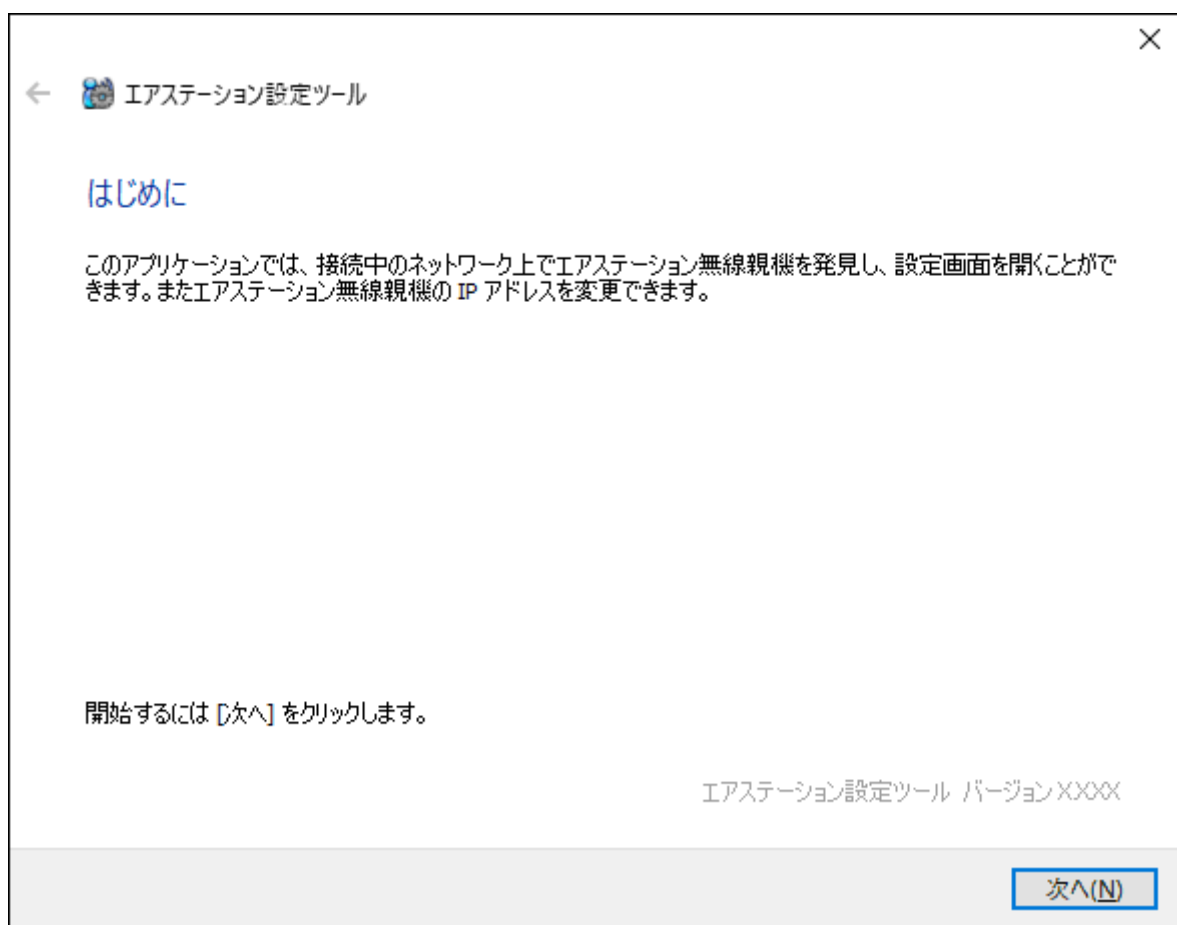 エアステーション設定ツール
はじめに
このアプリケーションでは、接続中のネットワーク上でエアステーション無線親機を発見し、設定画面を開くことがで
きます。またエアステーション無線親機の IP アドレスを変更できます。
開始するには [次へ] をクリックします。
エアステーション設定ツール バージョン XXXX
次へ(N)